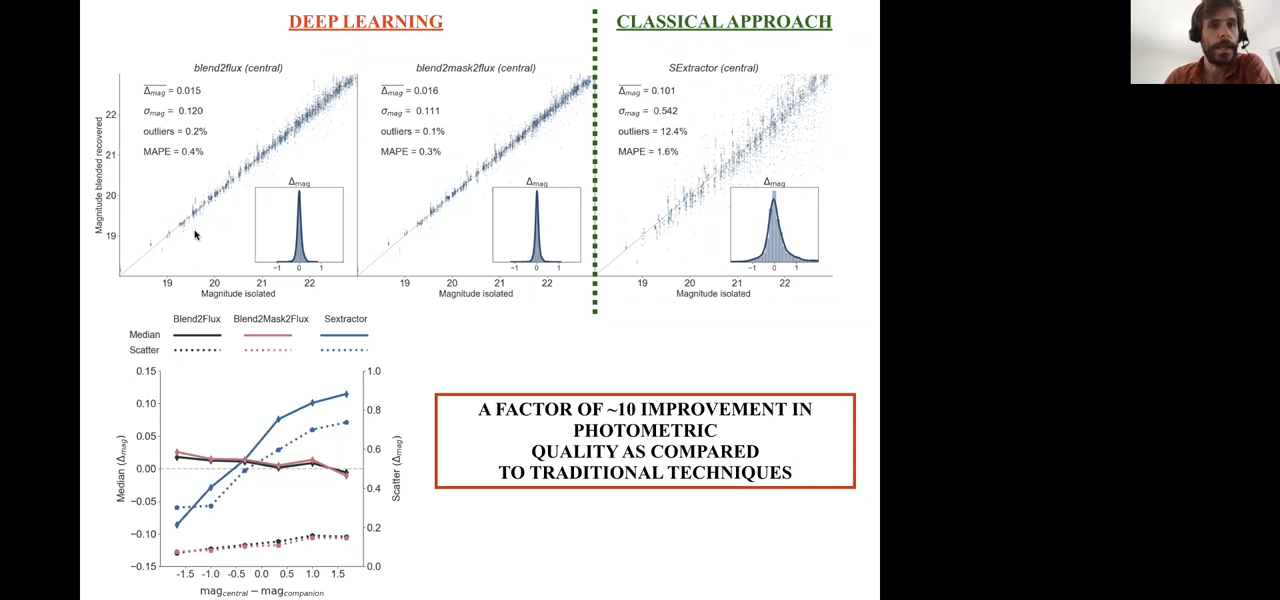 DEEP LEARNING
CLASSICAL APPROACH
blend2flux (central)
blend2mask2flux (central)
SExtractor (central)
Δmag = 0.015
σmag = 0.120
outliers = 0.2%
MAPE = 0.4%
Δmag = 0.016
σmag = 0.111
outliers = 0.1%
MAPE = 0.3%
Δmag = 0.101
σmag = 0.542
outliers = 12.4%
MAPE = 1.6%
Magnitude blended recovered
22
21
20
19
Δmag
-1 0 1
Δmag
-1 0 1
Δmag
-1 0 1
19 20 21 22
19 20 21 22
19 20 21 22
Magnitude isolated
Magnitude isolated
Magnitude isolated
Blend2Flux Blend2Mask2Flux Sextractor
Median
Scatter
Median (Δmag)
0.15
0.10
0.05
0.00
−0.05
−0.10
−0.15
1.0
0.8
0.6
0.4
0.2
0.0
Scatter (Δmag)
-1.5 -1.0 -0.5 0.0 0.5 1.0 1.5
magcentral − magcompanion
A FACTOR OF ~10 IMPROVEMENT IN
PHOTOMETRIC
QUALITY AS COMPARED
TO TRADITIONAL TECHNIQUES